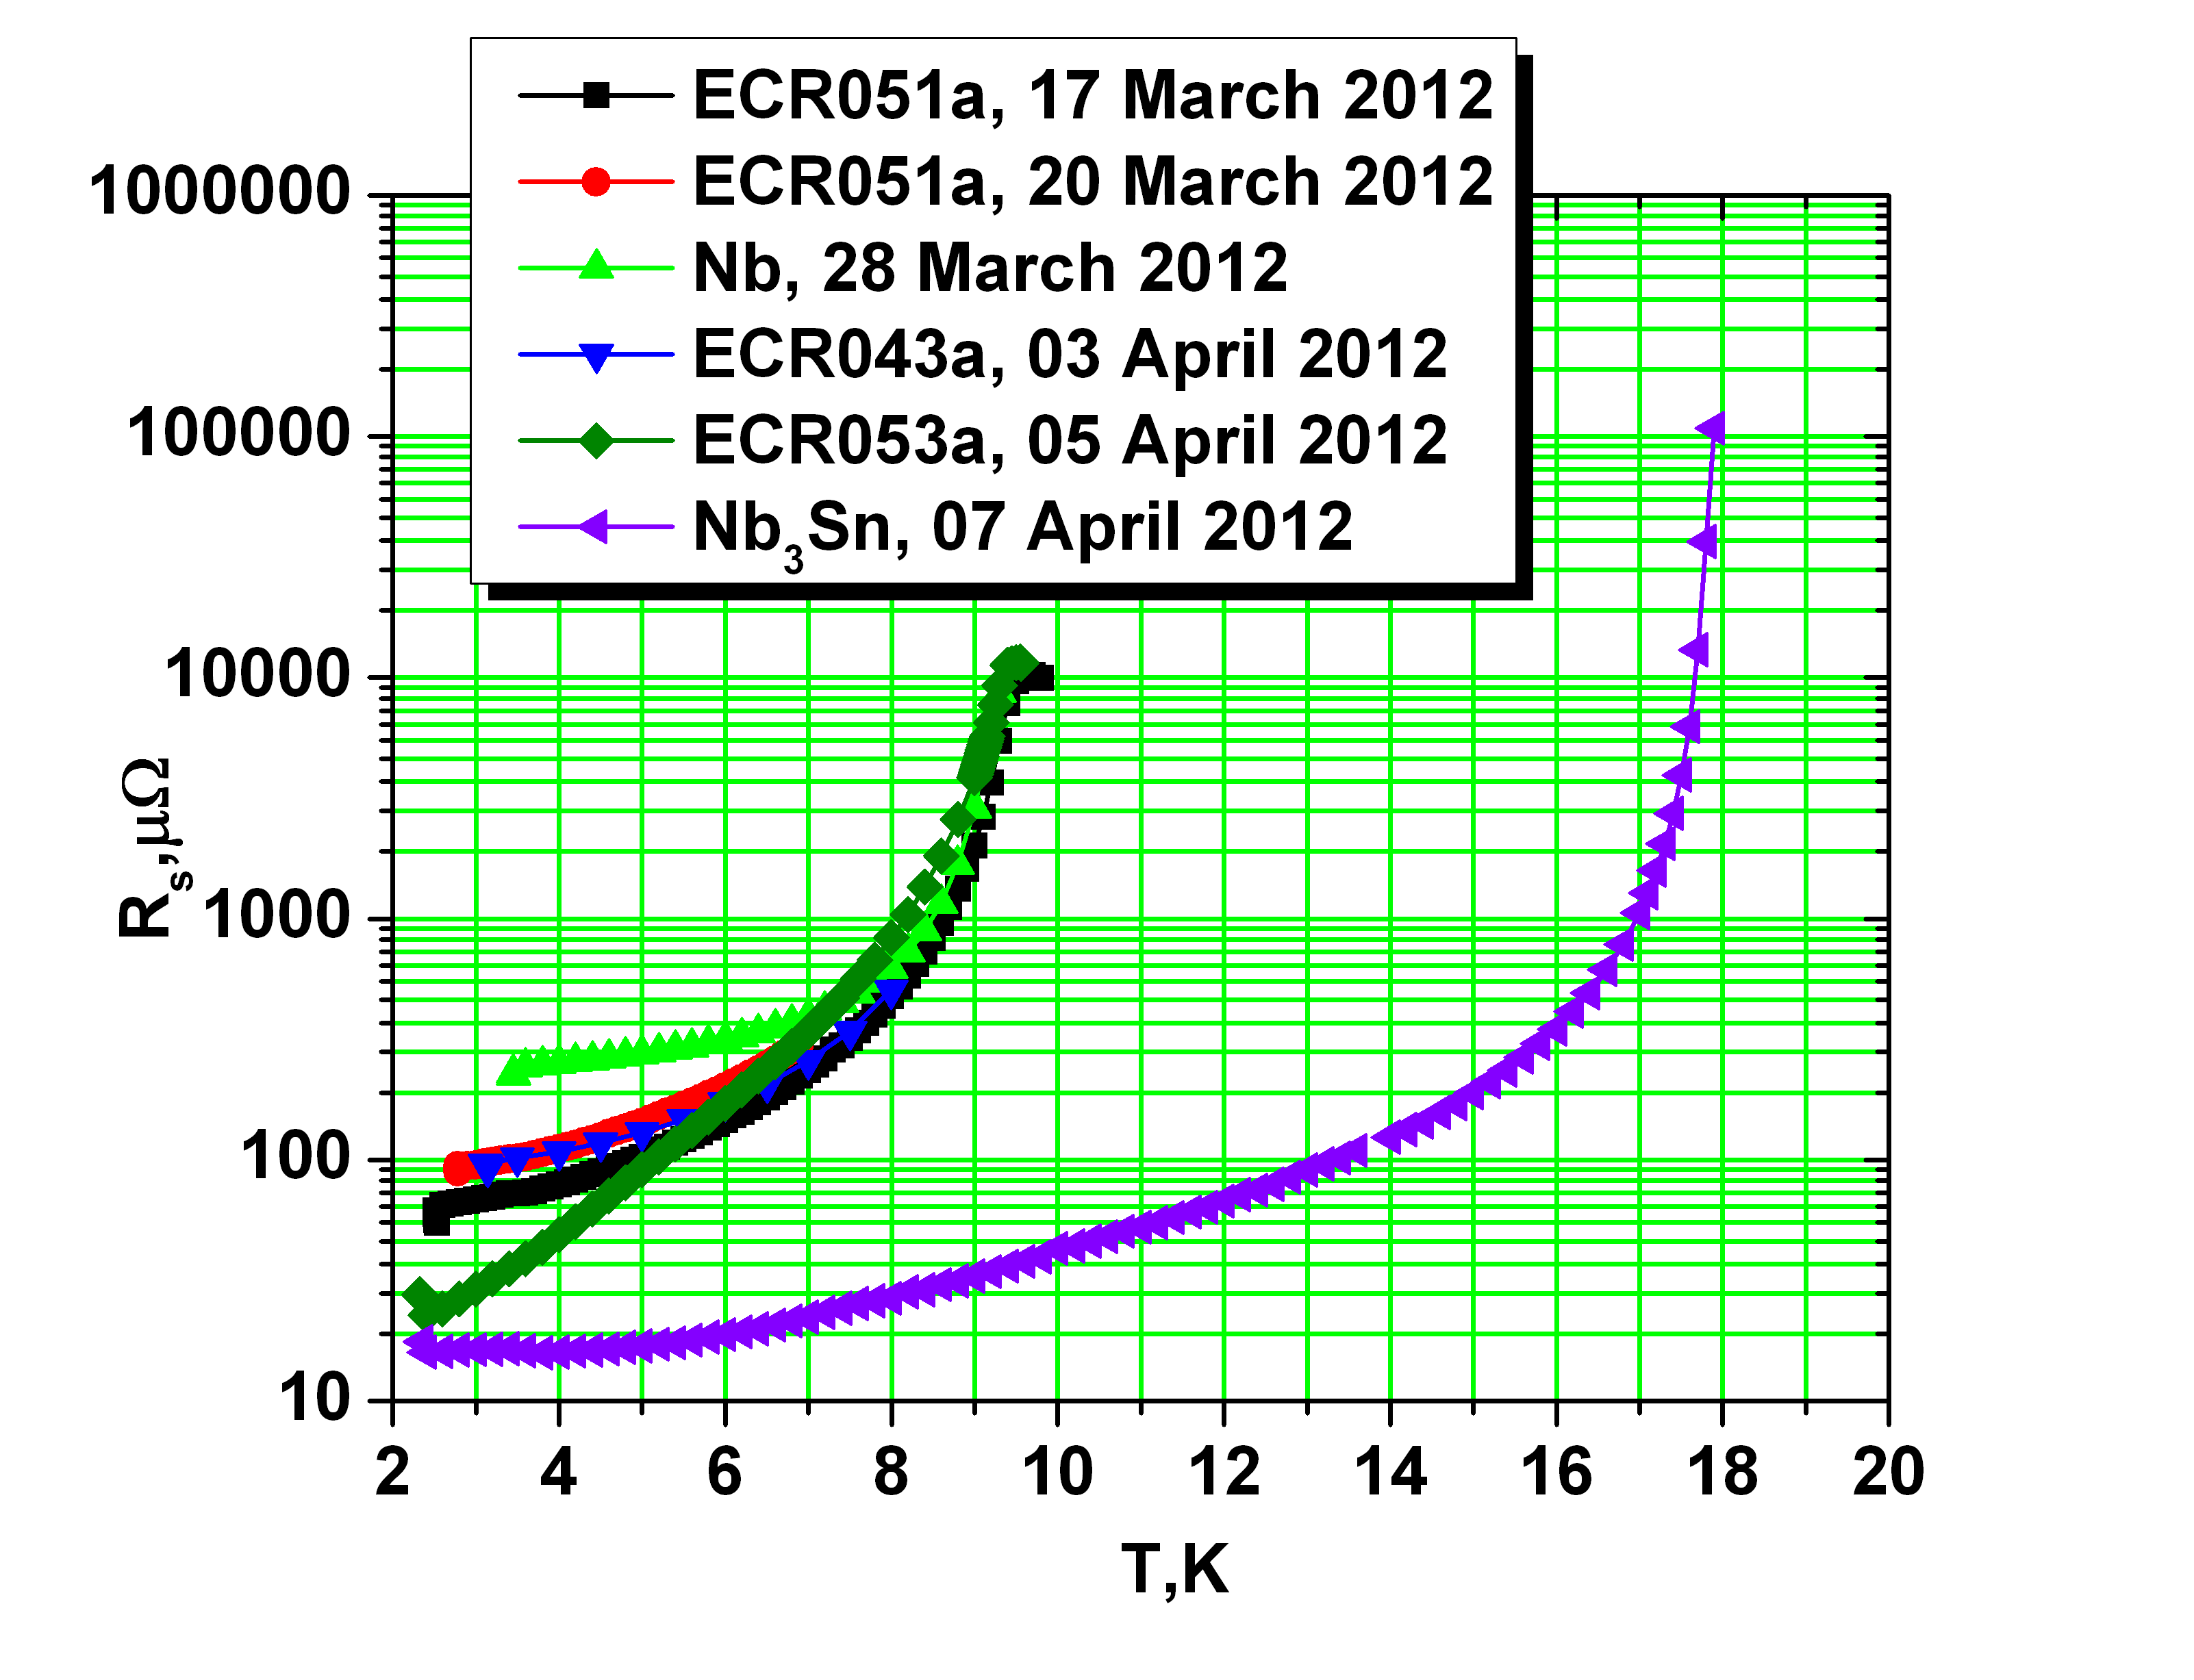 ECR051a, 17 March 2012
ECR051a, 20 March 2012
Nb, 28 March 2012
ECR043a, 03 April 2012
ECR053a, 05 April 2012
Nb₃Sn, 07 April 2012
1000000
100000
10000
1000
100
10
Rₛ,μΩ
2 4 6 8 10 12 14 16 18 20
T,K